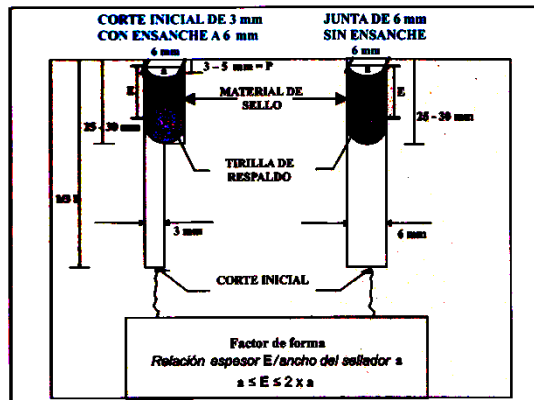 CORTE INICIAL DE 3 mm
CON ENSANCHE A 6 mm
JUNTA DE 6 mm
SIN ENSANCHE
6 mm
6 mm
a
a
3 – 5 mm = P
E
E
MATERIAL DE
SELLO
25 - 30 mm
25 - 30 mm
TIRILLA DE
RESPALDO
3 mm
6 mm
CORTE INICIAL
Factor de forma
Relación espesor E/ancho del sellador a
a ≤ E ≤ 2 x a